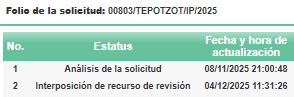 Folio de la solicitud: 00803/TEPOTZOT/IP/2025
No. Estatus Fecha y hora de
actualización
1 Análisis de la solicitud 08/11/2025 21:00:48
2 Interposición de recurso de revisión 04/12/2025 11:31:26